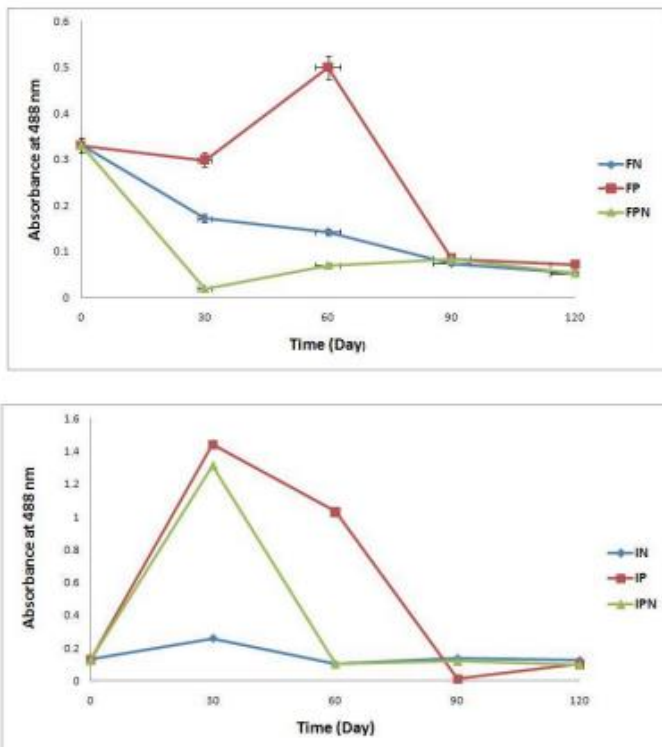 0.6
0.5
0.4
0.3
0.2
0.1
0
Absorbance at 488 nm
0 30 60 90 120
Time (Day)
FN
FP
FPN
1.6
1.4
1.2
1
0.8
0.6
0.4
0.2
0
Absorbance at 488 nm
0 30 60 90 120
Time (Day)
IN
IP
IPN